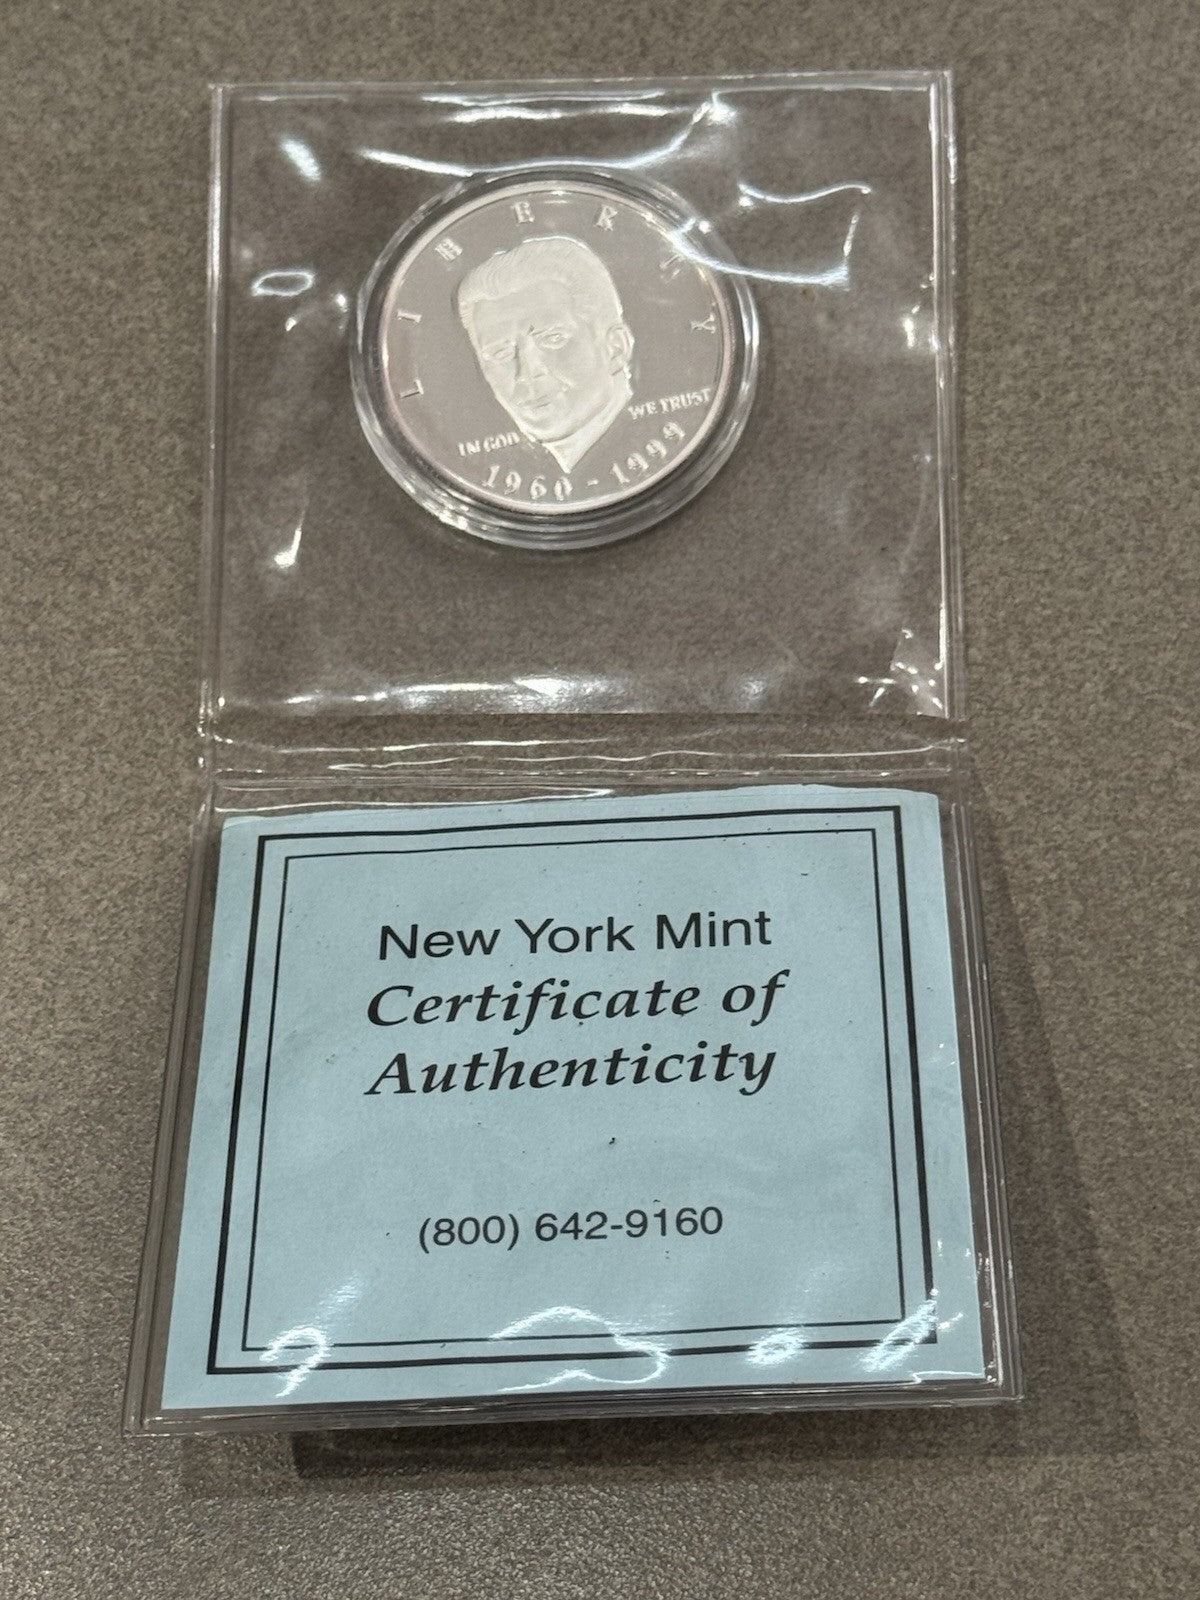 LIBERTY
IN GOD WE TRUST
1960 - 1999
New York Mint
Certificate of
Authenticity
(800) 642-9160